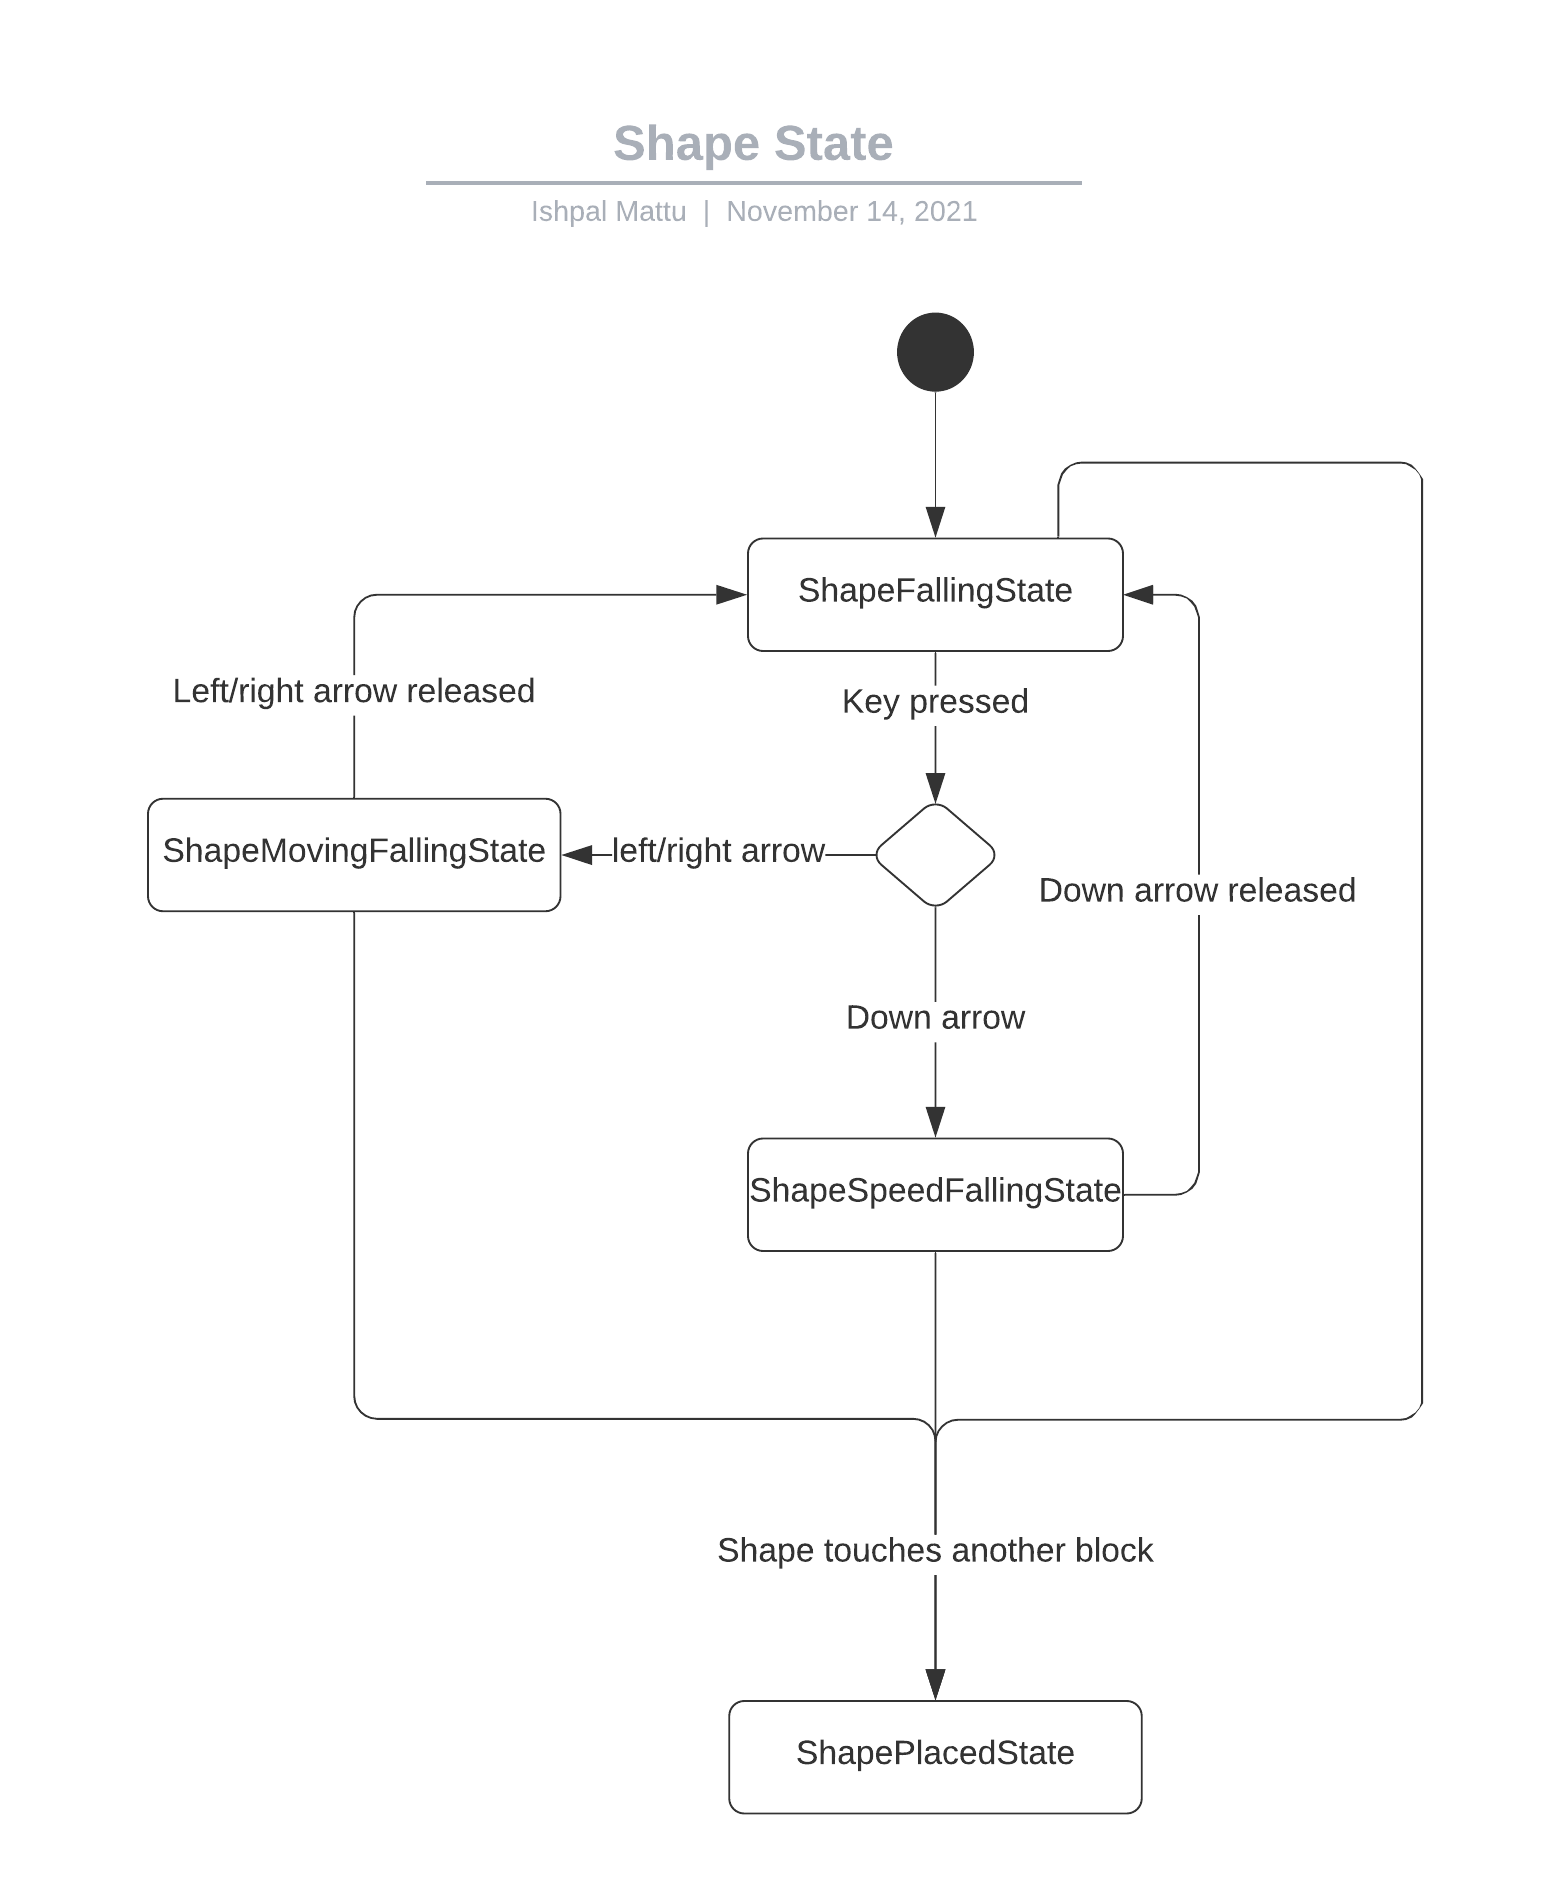 Shape State
Ishpal Mattu | November 14, 2021
ShapeFallingState
Left/right arrow released
Key pressed
ShapeMovingFallingState
left/right arrow
Down arrow released
Down arrow
ShapeSpeedFallingState
Shape touches another block
ShapePlacedState